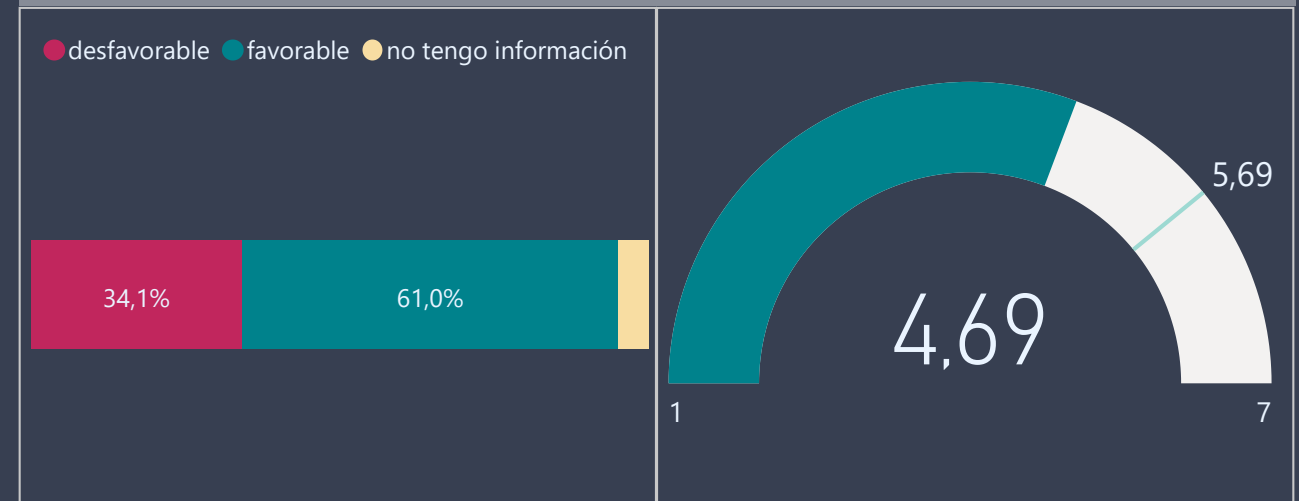 desfavorable favorable no tengo información
34,1% 61,0%
5,69
4,69
1 7